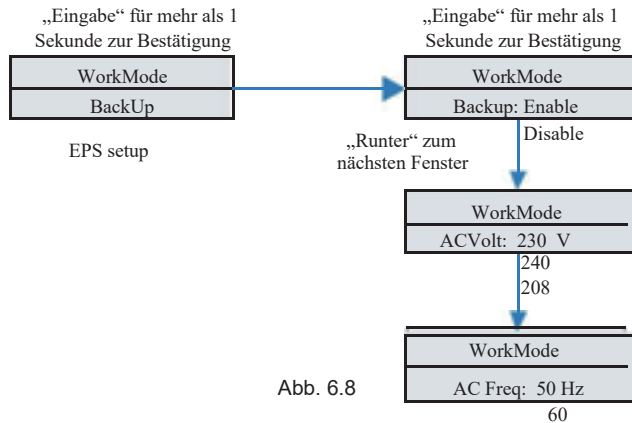 „Eingabe“ für mehr als 1
Sekunde zur Bestätigung
WorkMode
BackUp
EPS setup
„Eingabe“ für mehr als 1
Sekunde zur Bestätigung
WorkMode
Backup: Enable
Disable
„Runter“ zum
nächsten Fenster
WorkMode
ACVolt: 230 V
240
208
WorkMode
AC Freq: 50 Hz
60
Abb. 6.8